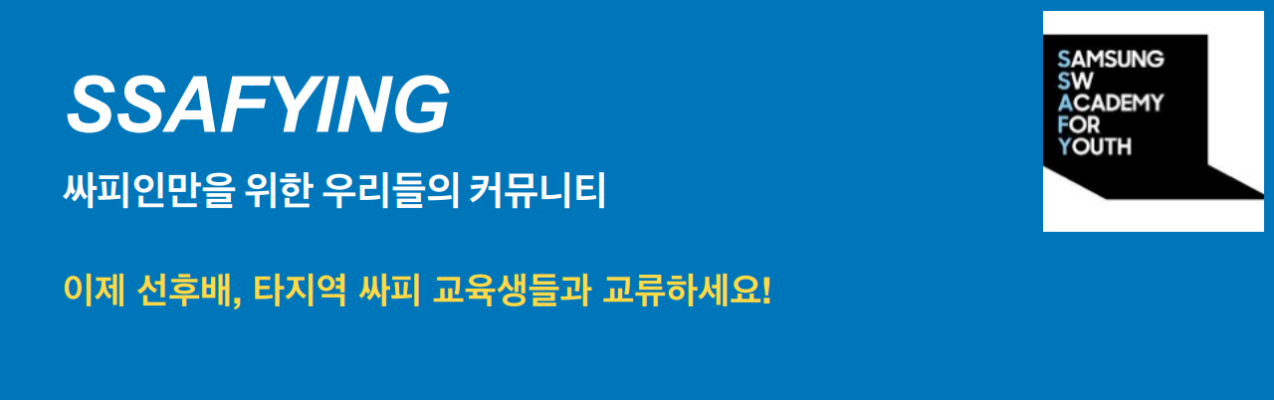 SSAFYING
싸피인만을 위한 우리들의 커뮤니티
이제 선후배, 타지역 싸피 교육생들과 교류하세요!
SAMSUNG
SW
ACADEMY
FOR
YOUTH